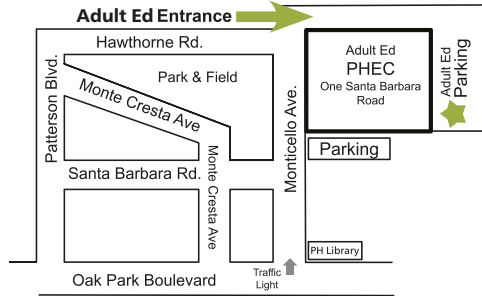 Adult Ed Entrance
Hawthorne Rd.
Adult Ed
PHEC
One Santa Barbara
Road
Adult Ed
Parking
Park & Field
Patterson Blvd.
Monte Cresta Ave
Monticello Ave.
Parking
Santa Barbara Rd.
Monte Cresta Ave
PH Library
Traffic
Light
Oak Park Boulevard